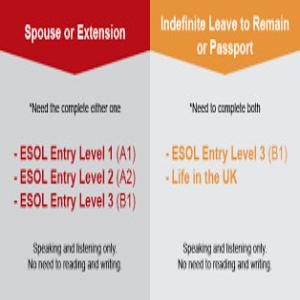 Spouse or Extension
*Need the complete either one
- ESOL Entry Level 1 (A1)
- ESOL Entry Level 2 (A2)
- ESOL Entry Level 3 (B1)
Speaking and listening only.
No need to reading and writing.
Indefinite Leave to Remain
or Passport
*Need to complete both
- ESOL Entry Level 3 (B1)
- Life in the UK
Speaking and listening only.
No need to reading and writing.